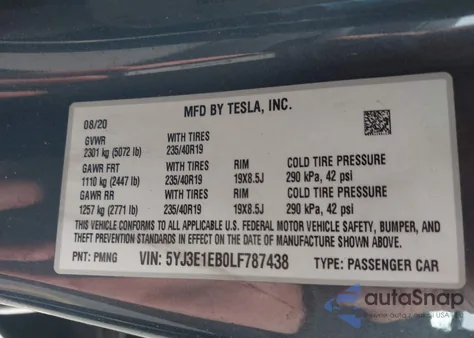 MFD BY TESLA, INC.
08/20
GVWR WITH TIRES
2301 kg (5072 lb) 235/40R19
GAWR FRT WITH TIRES RIM COLD TIRE PRESSURE
1110 kg (2447 lb) 235/40R19 19X8.5J 290 kPa, 42 psi
GAWR RR WITH TIRES RIM COLD TIRE PRESSURE
1257 kg (2771 lb) 235/40R19 19X8.5J 290 kPa, 42 psi
THIS VEHICLE CONFORMS TO ALL APPLICABLE U.S. FEDERAL MOTOR VEHICLE SAFETY, BUMPER, AND
THEFT PREVENTION STANDARDS IN EFFECT ON THE DATE OF MANUFACTURE SHOWN ABOVE.
PNT: PMNG VIN: 5YJ3E1EB0LF787438 TYPE: PASSENGER CAR
autoSnap